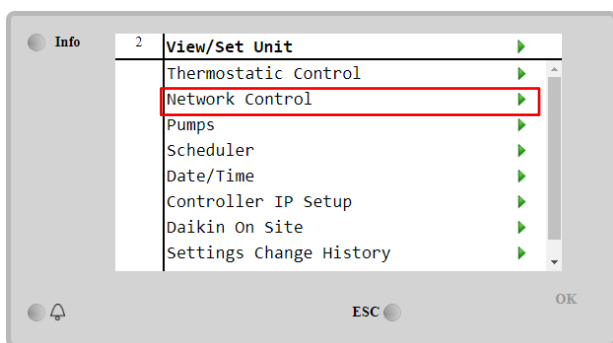 Info
2 View/Set Unit
Thermostatic Control
Network Control
Pumps
Scheduler
Date/Time
Controller IP Setup
Daikin On Site
Settings Change History
ESC
OK